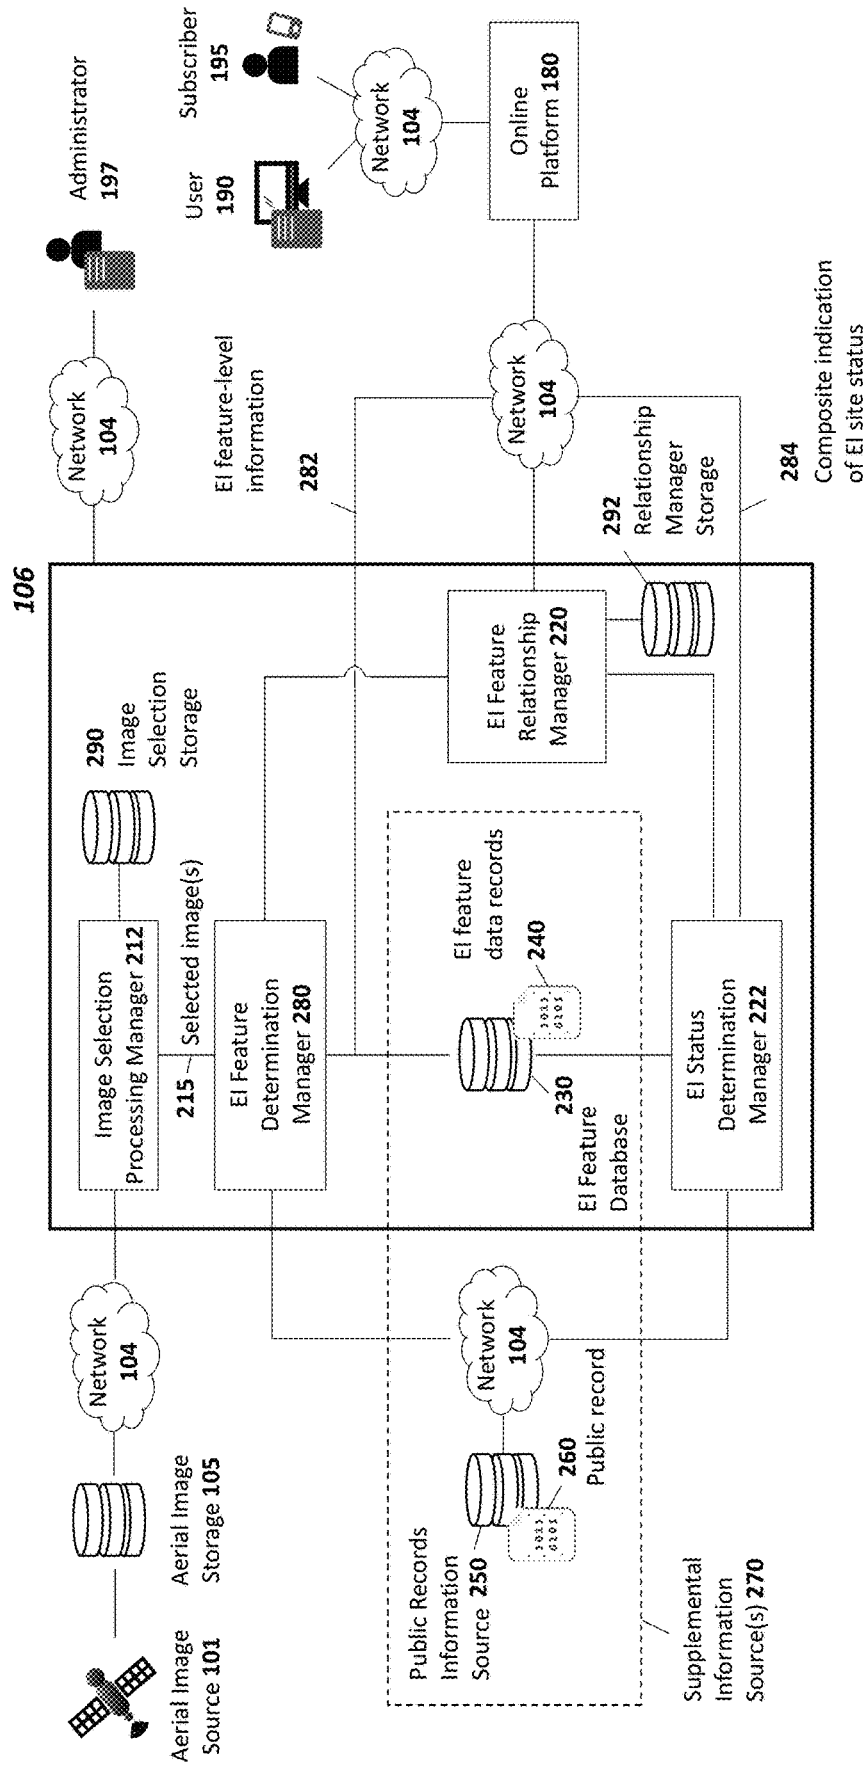 Aerial Image
Source 101
Aerial Image
Storage 105
Network
104
Image Selection
Processing Manager 212
290
Image
Selection
Storage
106
Network
104
Administrator
197
215
Selected image(s)
EI Feature
Determination
Manager 280
EI feature-level
information
282
User
190
Subscriber
195
Network
104
Online
Platform 180
Network
104
Public Records
Information
Source 250
260
Public record
Network
104
EI Feature
Database
230
EI feature
data records
240
EI Feature
Relationship
Manager 220
292
Relationship
Manager
Storage
Supplemental
Information
Source(s) 270
EI Status
Determination
Manager 222
284
Composite indication
of EI site status